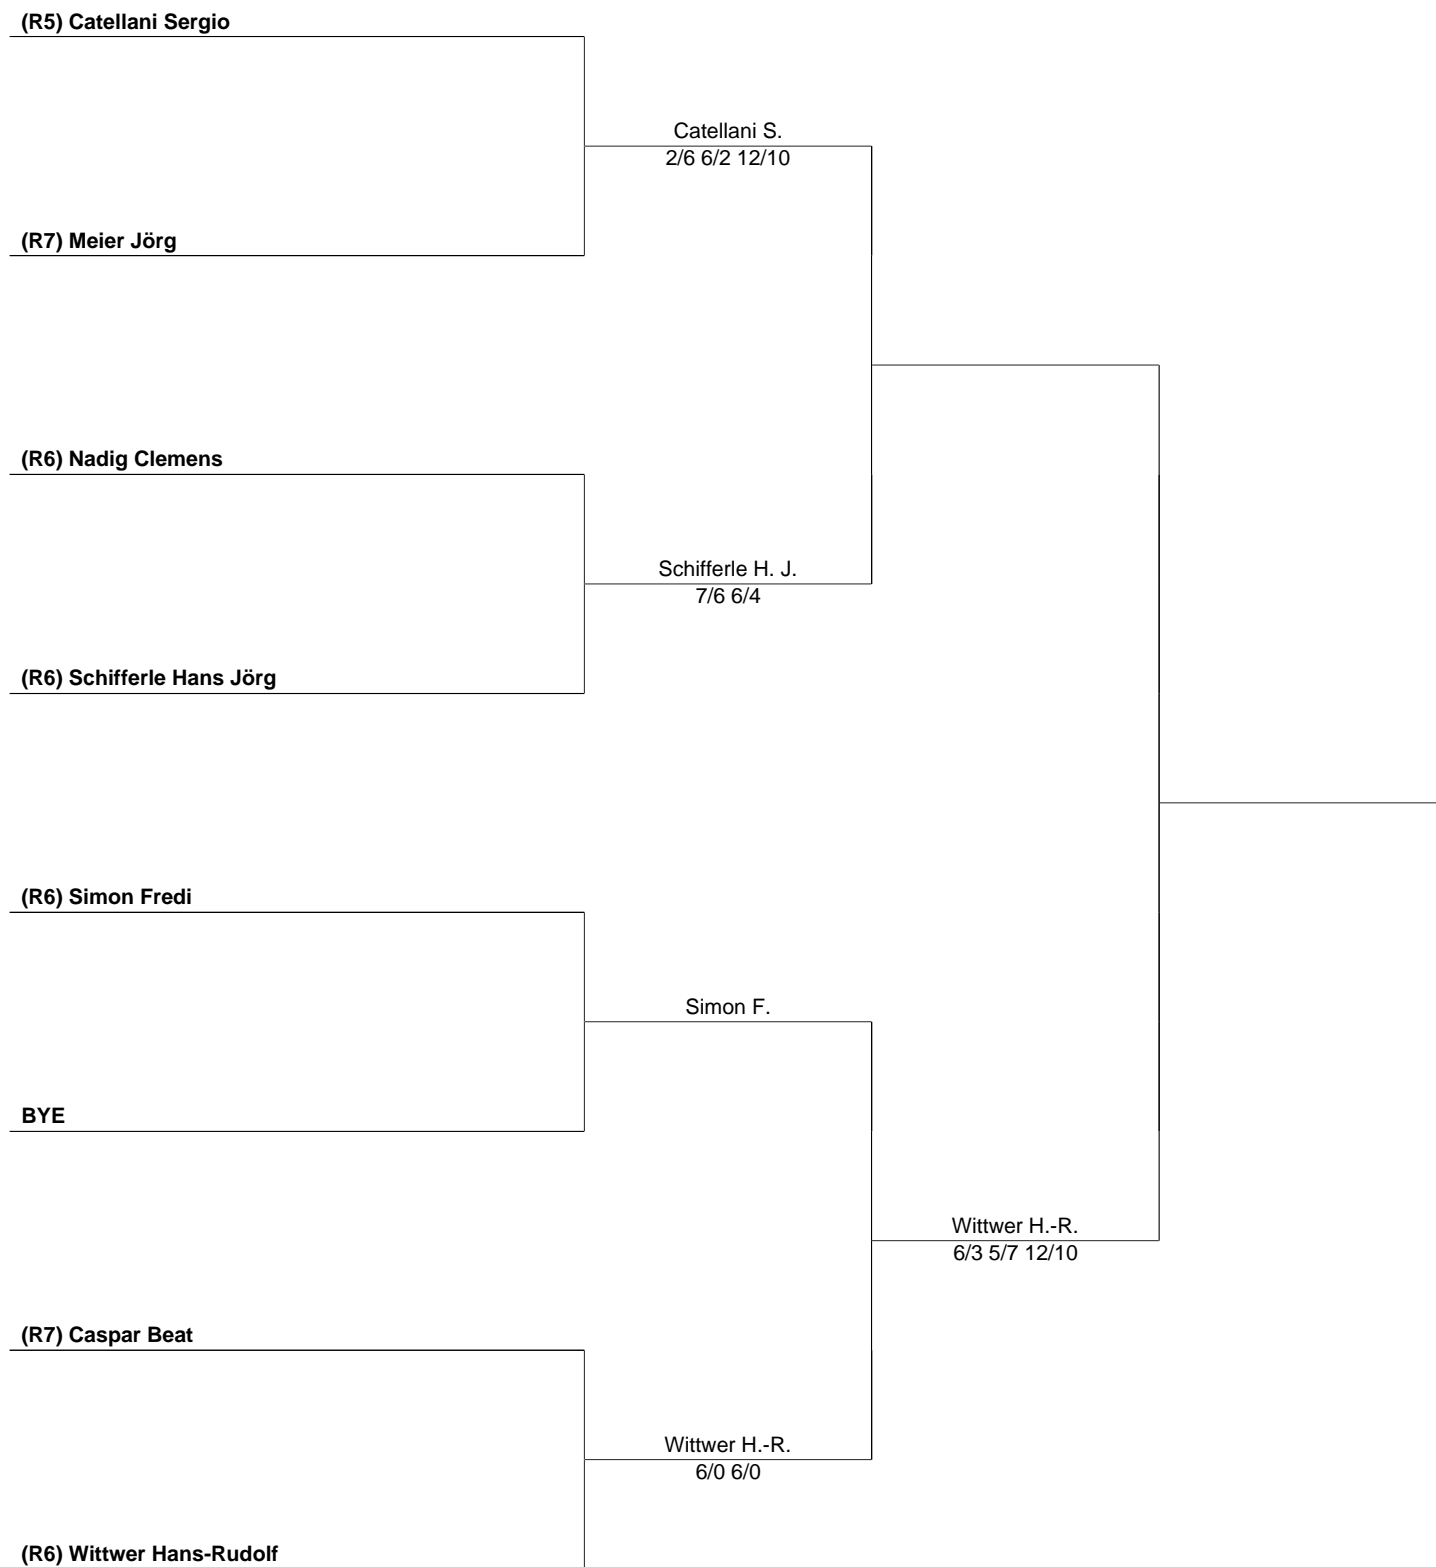 (R5) Catellani Sergio
Catellani S.
2/6 6/2 12/10
(R7) Meier Jörg
(R6) Nadig Clemens
Schifferle H. J.
7/6 6/4
(R6) Schifferle Hans Jörg
(R6) Simon Fredi
Simon F.
BYE
Wittwer H.-R.
6/3 5/7 12/10
(R7) Caspar Beat
Wittwer H.-R.
6/0 6/0
(R6) Wittwer Hans-Rudolf